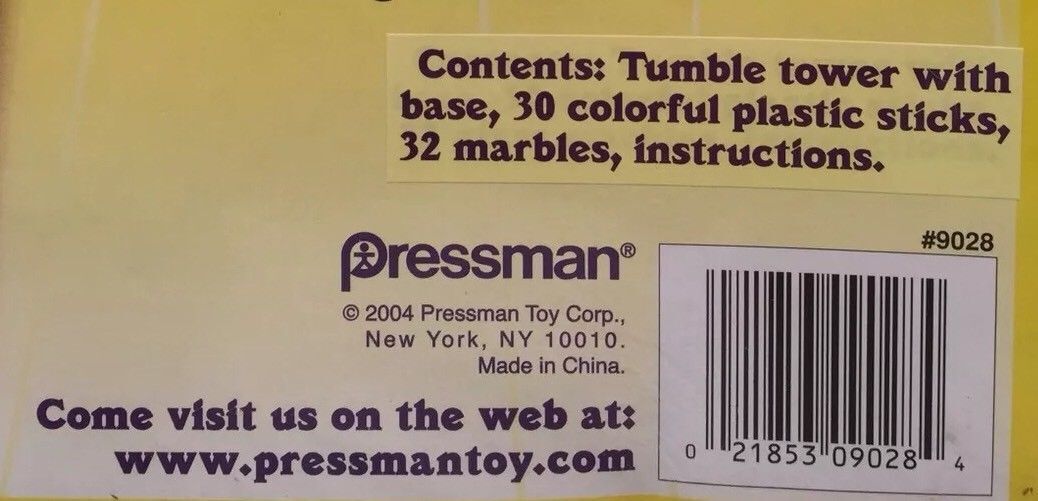 Contents: Tumble tower with
base, 30 colorful plastic sticks,
32 marbles, instructions.
#9028
Pressman®
© 2004 Pressman Toy Corp.,
New York, NY 10010.
Made in China.
Come visit us on the web at:
www.pressmantoy.com
0 21853 09028 4